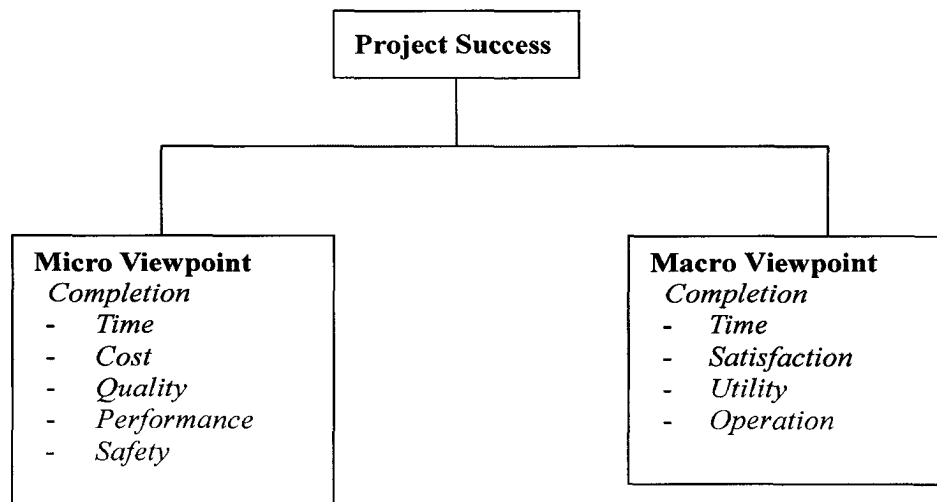 Project Success
Micro Viewpoint
Completion
- Time
- Cost
- Quality
- Performance
- Safety
Macro Viewpoint
Completion
- Time
- Satisfaction
- Utility
- Operation